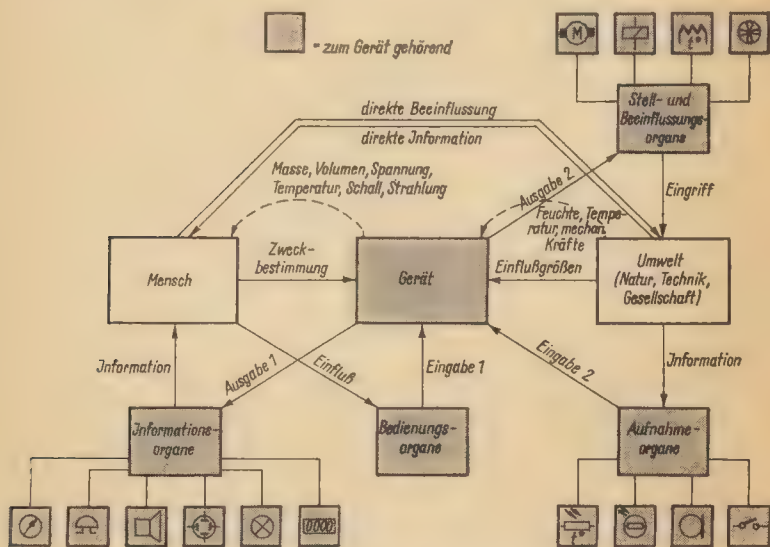 = zum Gerät gehörend
M
t°
Stell- und
Beeinflussungs-
organe
direkte Beeinflussung
direkte Information
Masse, Volumen, Spannung,
Temperatur, Schall, Strahlung
Ausgabe 2
Eingriff
Feuchte, Tempe-
ratur, mechan.
Kräfte
Mensch
Zweck-
bestimmung
Gerät
Einflußgrößen
Umwelt
(Natur, Technik,
Gesellschaft)
Information
Ausgabe 1
Einfluß
Eingabe 1
Eingabe 2
Information
Informations-
organe
Bedienungs-
organe
Aufnahme-
organe
0000
t°